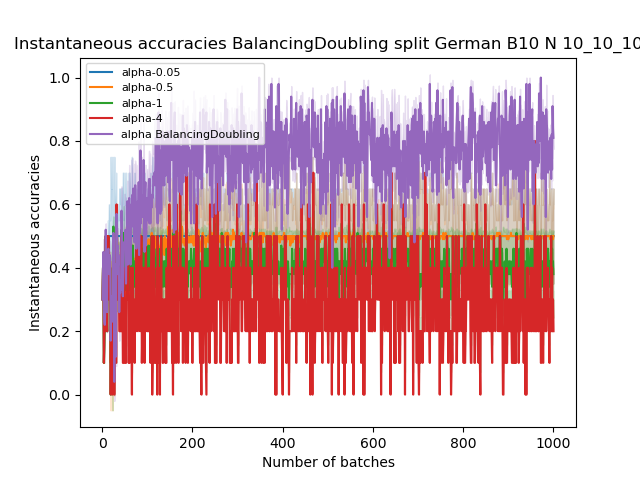 Instantaneous accuracies BalancingDoubling split German B10 N 10_10_10
alpha-0.05
alpha-0.5
alpha-1
alpha-4
alpha BalancingDoubling
1.0
0.8
0.6
0.4
0.2
0.0
Instantaneous accuracies
0 200 400 600 800 1000
Number of batches